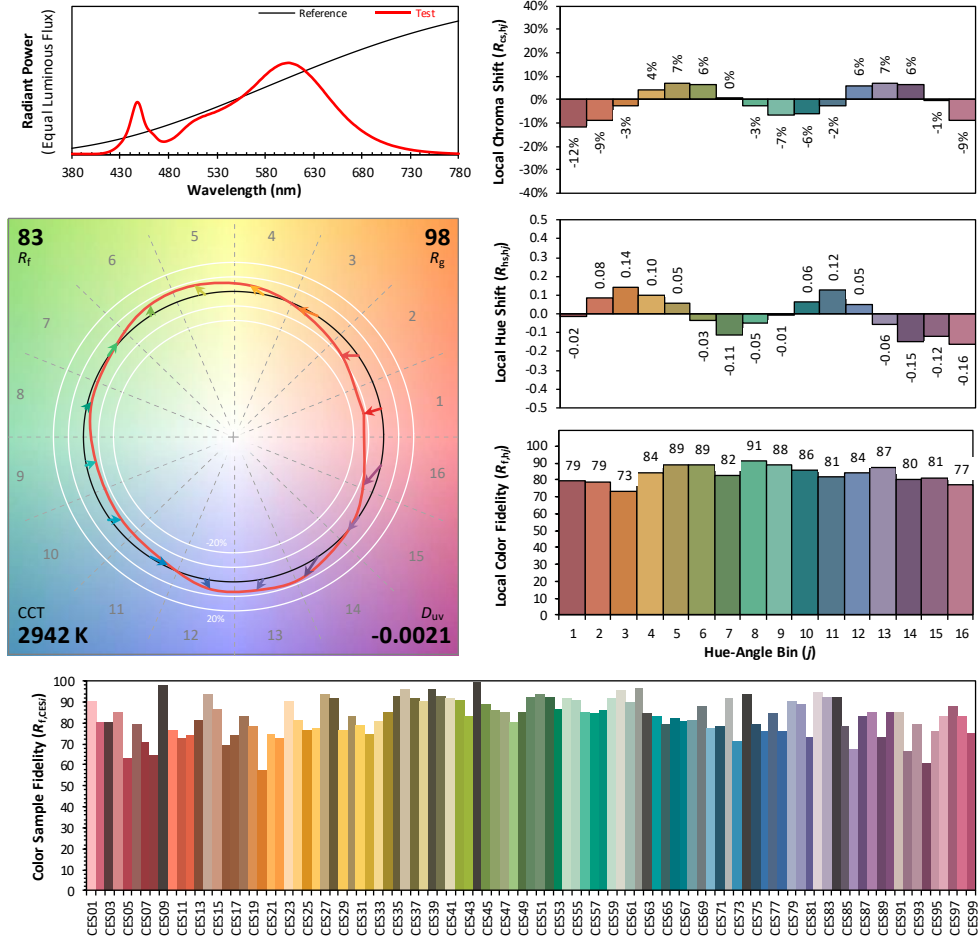 Reference
Test
Radiant Power
(Equal Luminous Flux)
380 430 480 530 580 630 680 730 780
Wavelength (nm)
Local Chroma Shift (Rcs,hj)
40%
30%
20%
10%
0%
-10%
-20%
-30%
-40%
-12% -9% -3% 4% 7% 6% 0% -3% -7% -6% -2% 6% 7% 6% -1% -9%
83
Rf
98
Rg
5 4
6 3
7 2
8 1
9 16
10 15
11 12 13 14
-20%
20%
CCT
2942 K
Duv
-0.0021
Local Hue Shift (Rhs,hj)
0.5
0.4
0.3
0.2
0.1
0.0
-0.1
-0.2
-0.3
-0.4
-0.5
-0.02 0.08 0.14 0.10 0.05 -0.03 -0.11 -0.05 -0.01 0.06 0.12 0.05 -0.06 -0.15 -0.12 -0.16
Local Color Fidelity (Rf,hj)
100
90
80
70
60
50
40
30
20
10
0
79 79 73 84 89 89 82 91 88 86 81 84 87 80 81 77
1 2 3 4 5 6 7 8 9 10 11 12 13 14 15 16
Hue-Angle Bin (j)
Color Sample Fidelity (Rf,CESi)
100
90
80
70
60
50
40
30
20
10
0
CES01 CES03 CES05 CES07 CES09 CES11 CES13 CES15 CES17 CES19 CES21 CES23 CES25 CES27 CES29 CES31 CES33 CES35 CES37 CES39 CES41 CES43 CES45 CES47 CES49 CES51 CES53 CES55 CES57 CES59 CES61 CES63 CES65 CES67 CES69 CES71 CES73 CES75 CES77 CES79 CES81 CES83 CES85 CES87 CES89 CES91 CES93 CES95 CES97 CES99